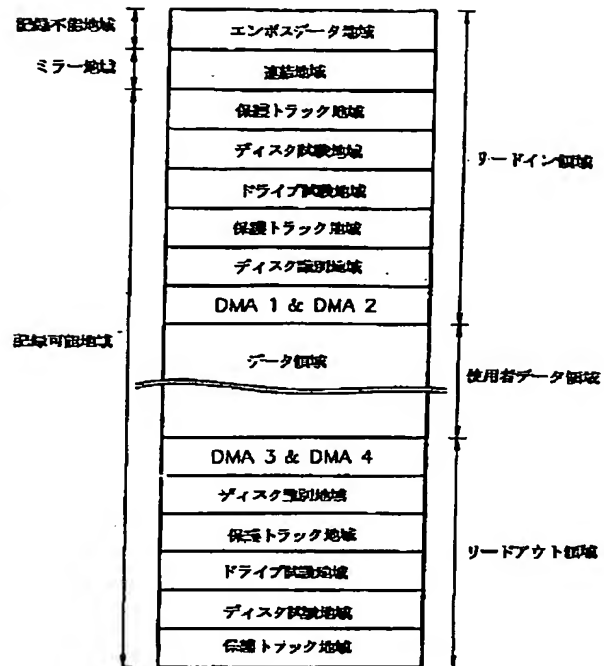 記録不能地域
エンボスデータ地域
ミラー地域
連結地域
保護トラック地域
ディスク試験地域
リードイン領域
ドライブ試験地域
保護トラック地域
ディスク識別地域
DMA 1 & DMA 2
記録可能地域
データ領域
使用者データ領域
DMA 3 & DMA 4
ディスク識別地域
保護トラック地域
リードアウト領域
ドライブ試験地域
ディスク試験地域
保護トラック地域